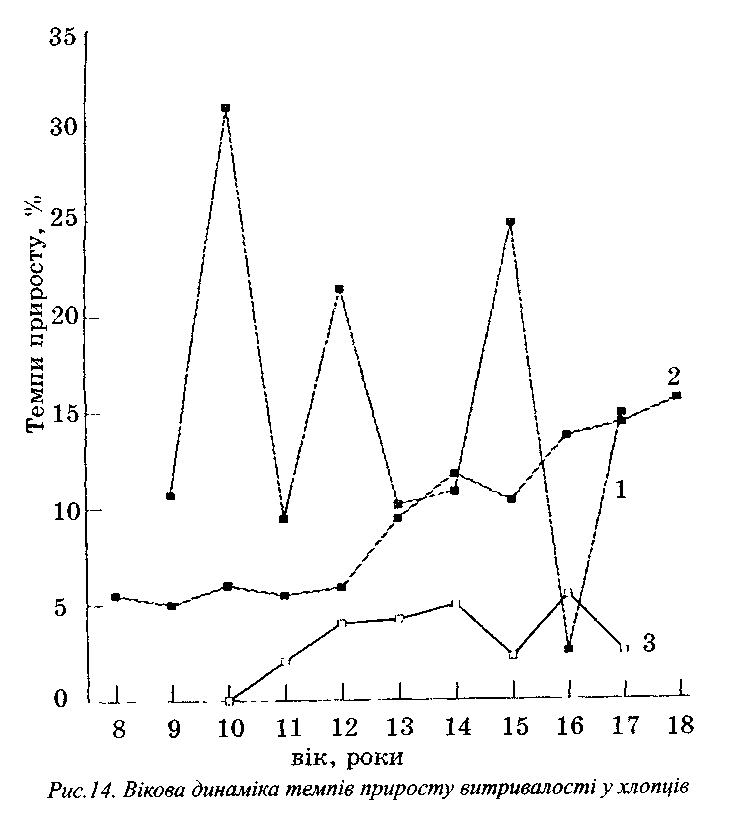 35
30
25
20
15
10
5
0
Темпи приросту, %
2
1
3
8 9 10 11 12 13 14 15 16 17 18
вік, роки
Рис.14. Вікова динаміка темпів приросту витривалості у хлопців